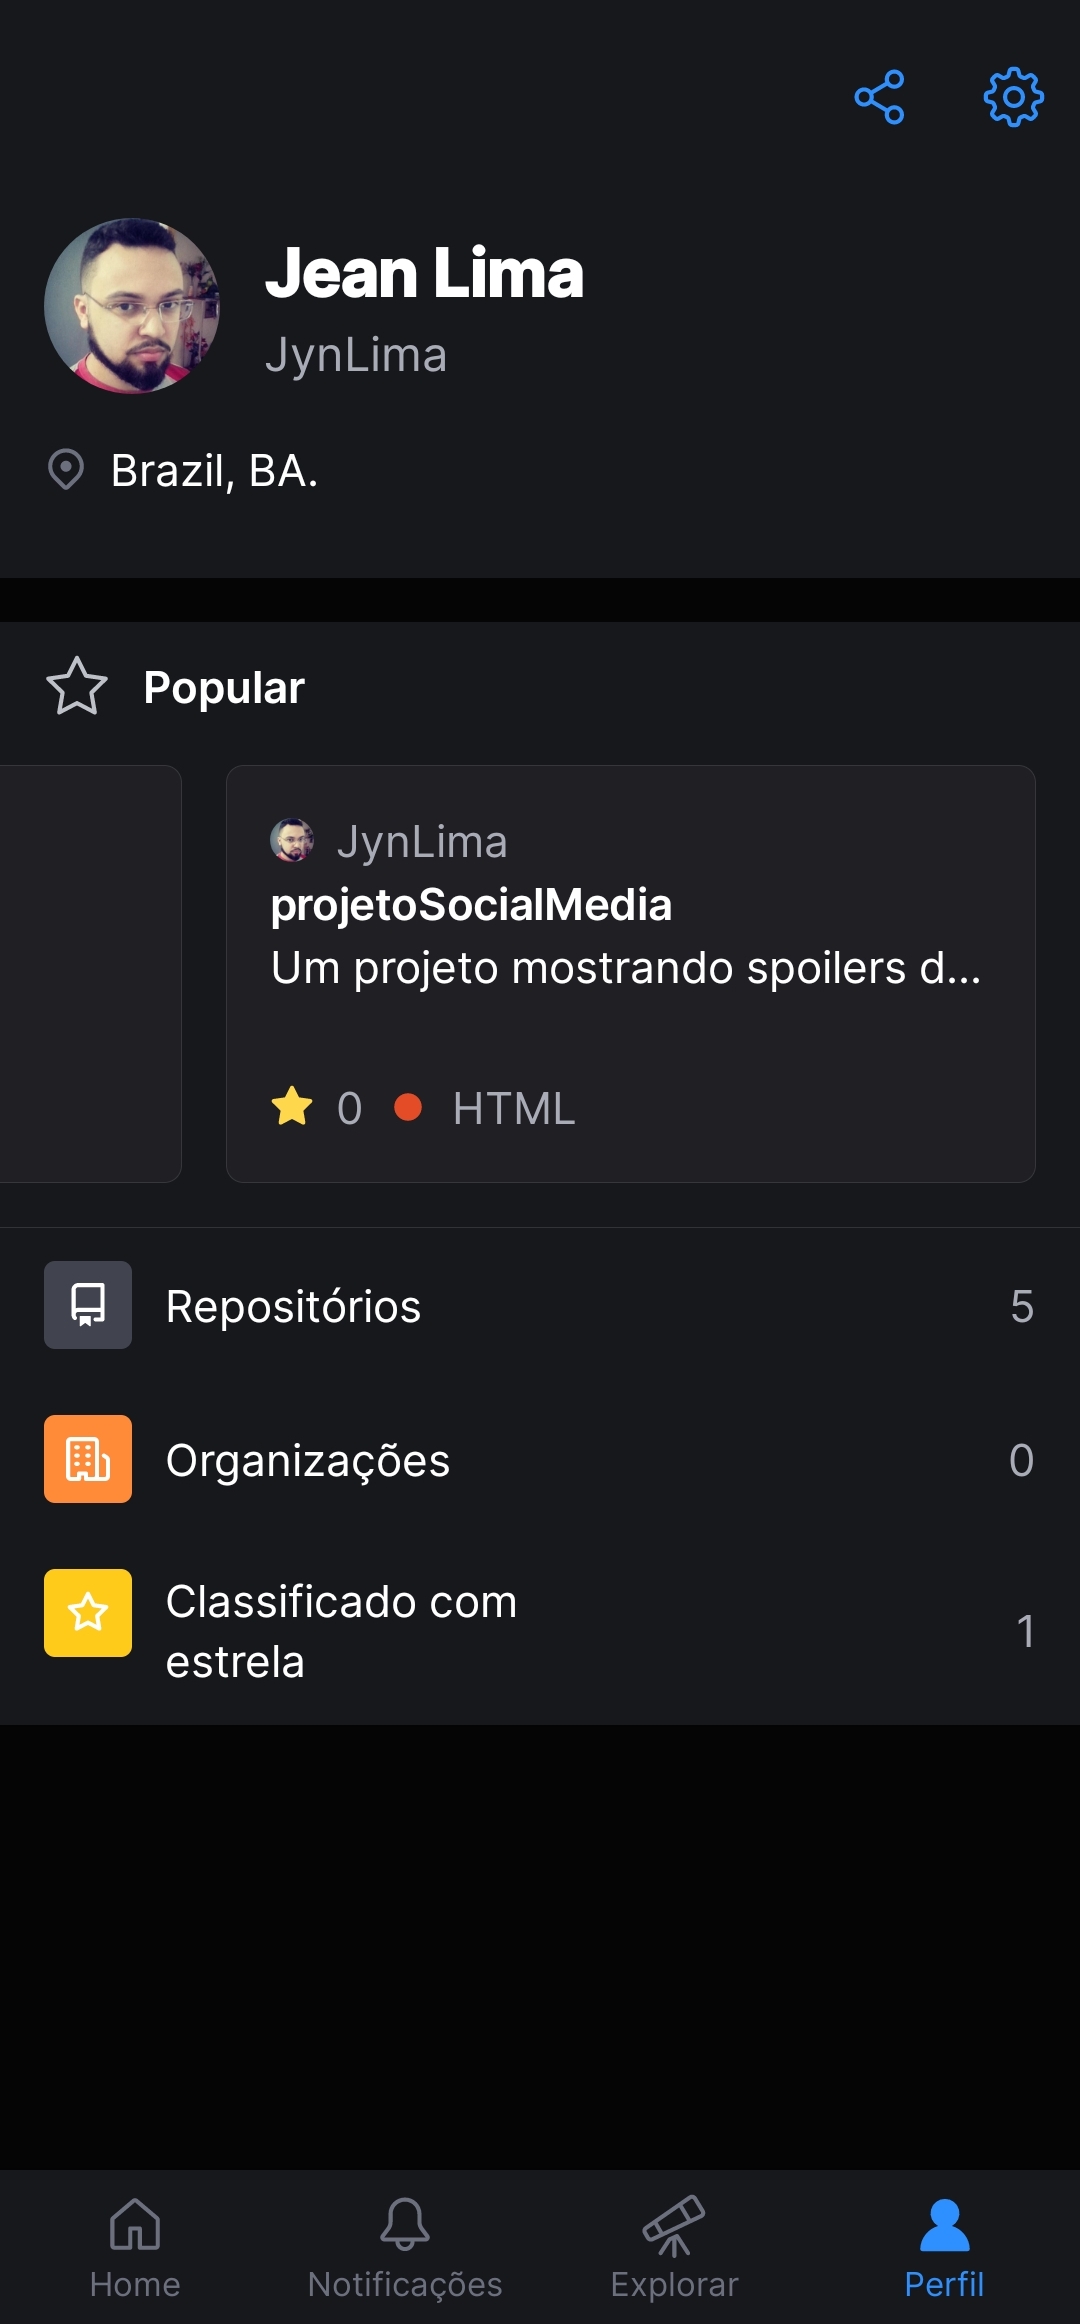 Jean Lima
JynLima
Brazil, BA.
Popular
JynLima
projetoSocialMedia
Um projeto mostrando spoilers d...
0 HTML
Repositórios 5
Organizações 0
Classificado com
estrela 1
Home Notificações Explorar Perfil